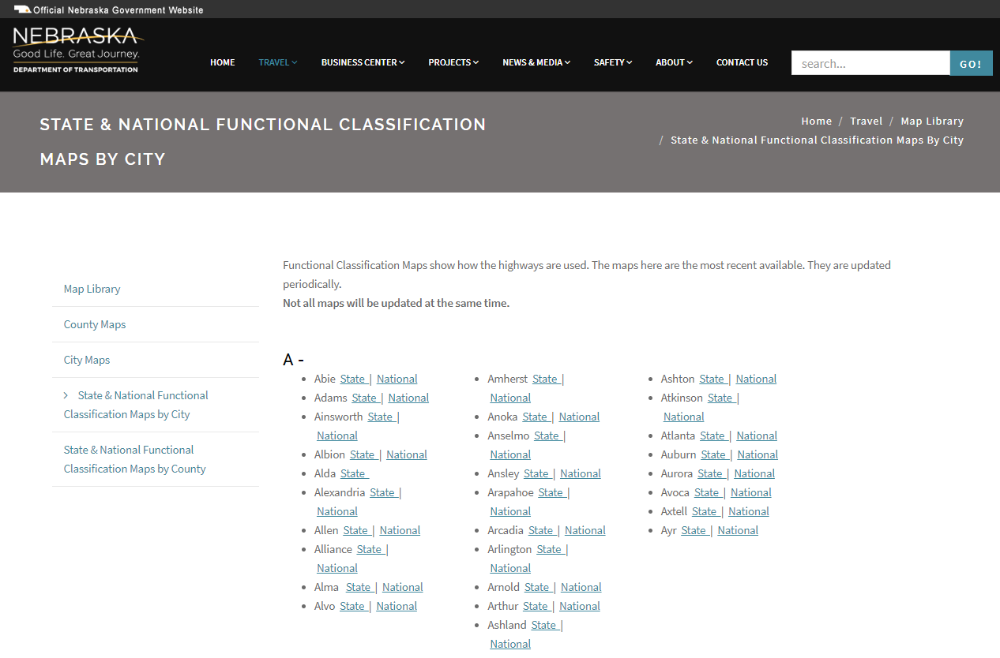 Official Nebraska Government Website
NEBRASKA
Good Life. Great Journey.
DEPARTMENT OF TRANSPORTATION
HOME
TRAVEL
BUSINESS CENTER
PROJECTS
NEWS & MEDIA
SAFETY
ABOUT
CONTACT US
search...
GO!
STATE & NATIONAL FUNCTIONAL CLASSIFICATION
MAPS BY CITY
Home / Travel / Map Library
/ State & National Functional Classification Maps By City
Map Library
County Maps
City Maps
> State & National Functional
Classification Maps by City
State & National Functional
Classification Maps by County
Functional Classification Maps show how the highways are used. The maps here are the most recent available. They are updated
periodically.
Not all maps will be updated at the same time.
A -
• Abie State | National
• Adams State | National
• Ainsworth State |
National
• Albion State | National
• Alda State
• Alexandria State |
National
• Allen State | National
• Alliance State |
National
• Alma State | National
• Alvo State | National
• Amherst State |
National
• Anoka State | National
• Anselmo State |
National
• Ansley State | National
• Arapahoe State |
National
• Arcadia State | National
• Arlington State |
National
• Arnold State | National
• Arthur State | National
• Ashland State |
National
• Ashton State | National
• Atkinson State |
National
• Atlanta State | National
• Auburn State | National
• Aurora State | National
• Avoca State | National
• Axtell State | National
• Ayr State | National